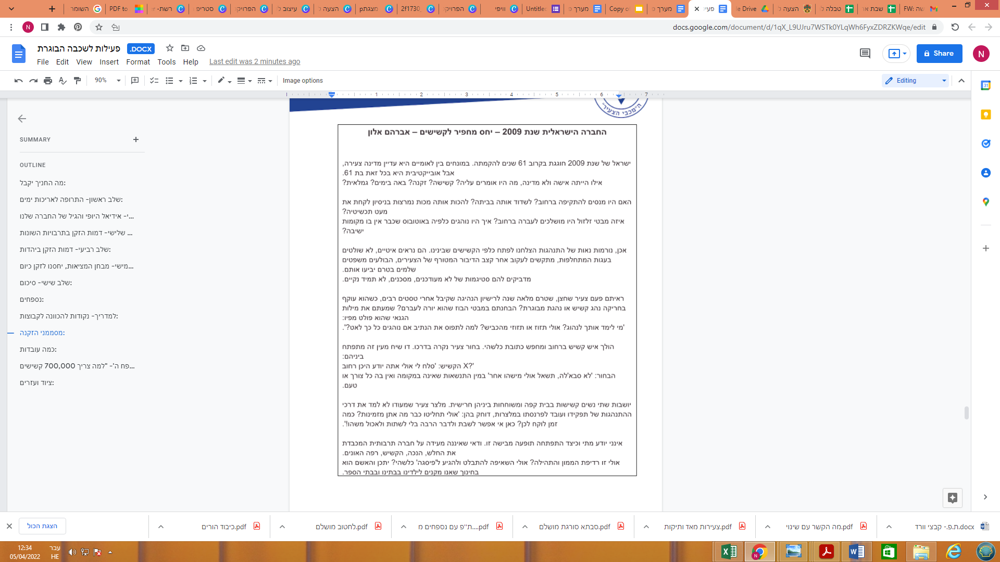 השומר
PDF to
רשת-
סטריפ
הפרויקי
עיצוב ל
הצעה ל
מצגתק
2f1730_
הפרויקי
וויפי
Untitled
מערך פ
Copy o
מערך פ
פעי
Drive
הצעה ל
טבלה ל
שבת או
FW: שה
docs.google.com/document/d/1qX_L9UJru7WSTk0YLqWh6FyxZDRZKWqe/edit
N
פעילות לשכבה הבוגרת .DOCX
File Edit View Insert Format Tools Help Last edit was 2 minutes ago
Share
N
90%
Image options
Editing
1 2 3 4 5 6 7
SUMMARY
OUTLINE
מה החניך יקבל:
שלב ראשון- התרופה לאריכות ימים:
...י- אידיאל היופי והגיל של החברה שלנו
... שלישי- דמות הזקן בתרבויות השונות
שלב רביעי- דמות הזקן ביהדות:
...מישי- מבחן המציאות, יחסנו לזקן כיום
שלב שישי- סיכום:
נספחים:
למדריך- נקודות להכוונה לקבוצות:
מסממני הזקנה:
כמה עובדות:
...פח ה'- "למה צריך 700,000 קשישים
ציוד ועזרים:
ה"מכבי הצעיר"
החברה הישראלית שנת 2009 – יחס מחפיר לקשישים – אברהם אלון
ישראל של שנת 2009 חוגגת בקרוב 61 שנים להקמתה. במונחים בין לאומיים היא עדיין מדינה צעירה,
אבל אובייקטיבית היא בכל זאת בת 61.
אילו הייתה אישה ולא מדינה, מה היו אומרים עליה? קשישה? זקנה? באה בימים? גמלאית?
האם היו מנסים להתקיפה ברחוב? לשדוד אותה בביתה? להכות אותה מכות נמרצות בניסיון לקחת את
מעט תכשיטיה?
איזה מבטי זלזול היו מושלכים לעברה ברחוב? איך היו נוהגים כלפיה באוטובוס שכבר אין בו מקומות
ישיבה?
אכן, נורמות נאות של התנהגות הצלחנו לפתח כלפי הקשישים שבינינו. הם נראים איטיים, לא שולטים
בעגות המתחלפות, מתקשים לעקוב אחר קצב הדיבור המטורף של הצעירים, הבולעים משפטים
שלמים בטרם יביעו אותם.
מדביקים להם סטיגמות של לא מעודכנים, מסכנים, לא תמיד נקיים.
ראיתם פעם צעיר שחצן, שטרם מלאה שנה לרישיון הנהיגה שקיבל אחרי טסטים רבים, כשהוא עוקף
בחריקה נהג קשיש או נהגת מבוגרת? הבחנתם במבטי הבוז שהוא יורה לעברם? שמעתם את מילות
הגנאי שהוא פולט מפיו:
'מי לימד אותך לנהוג? אולי תזוז או תזוזי מהכביש? למה לתפוס את הנתיב אם נוהגים כל כך לאט?'.
הולך איש קשיש ברחוב ומחפש כתובת כלשהי. בחור צעיר נקרה בדרכו. דו שיח מעין זה מתפתח
ביניהם:
הקשיש: 'סלח לי אולי אתה יודע היכן רחוב X?'
הבחור: 'לא סבא'לה, תשאל אולי מישהו אחר' במין התנשאות שאינה במקומה ואין בה כל צורך או
טעם.
יושבות שתי נשים קשישות בבית קפה ומשוחחות ביניהן חרישית. מלצר צעיר שמעודו לא למד את דרכי
ההתנהגות של תפקידו ועובד לפרנסתו במלצרות, דוחק בהן: 'אולי תחליטו כבר מה אתן מזמינות? כמה
זמן לוקח לכן? כאן אי אפשר לשבת ולדבר הרבה בלי לשתות ולאכול משהו!'.
אינני יודע מתי וכיצד התפתחה תופעה מבישה זו. ודאי שאיננה מעידה על חברה תרבותית המכבדת
את החלש, הנכה, הקשיש, רפה האונים.
אולי זו רדיפת הממון והתהילה? אולי השאיפה להתבלט ולהגיע ל'פיסגה' כלשהי? יתכן והאשם הוא
בחינוך שאנו מקנים לילדינו בבתינו ובבתי הספר.
הצגת הכול
כיבוד הורים.pdf
לחטוב מושלם.pdf
ת''פ עם נספחים מ....pdf
סבתא סורגת מושלם.pdf
צעירות מאד ותיקות.pdf
מה הקשר עם שינוי.pdf
ת.פ.- קבצי וורד.docx
12:34
05/04/2022
עבר
HE